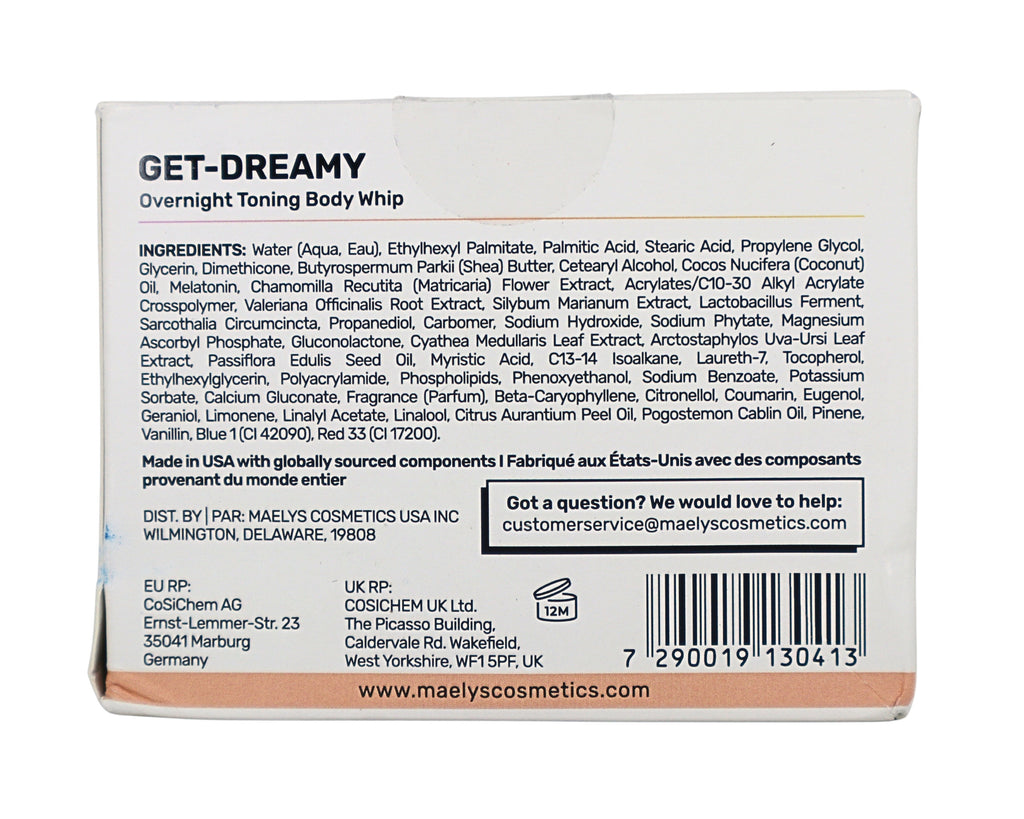 GET-DREAMY
Overnight Toning Body Whip
INGREDIENTS: Water (Aqua, Eau), Ethylhexyl Palmitate, Palmitic Acid, Stearic Acid, Propylene Glycol,
Glycerin, Dimethicone, Butyrospermum Parkii (Shea) Butter, Cetearyl Alcohol, Cocos Nucifera (Coconut)
Oil, Melatonin, Chamomilla Recutita (Matricaria) Flower Extract, Acrylates/C10-30 Alkyl Acrylate
Crosspolymer, Valeriana Officinalis Root Extract, Silybum Marianum Extract, Lactobacillus Ferment,
Sarcothalia Circumcincta, Propanediol, Carbomer, Sodium Hydroxide, Sodium Phytate, Magnesium
Ascorbyl Phosphate, Gluconolactone, Cyathea Medullaris Leaf Extract, Arctostaphylos Uva-Ursi Leaf
Extract, Passiflora Edulis Seed Oil, Myristic Acid, C13-14 Isoalkane, Laureth-7, Tocopherol,
Ethylhexylglycerin, Polyacrylamide, Phospholipids, Phenoxyethanol, Sodium Benzoate, Potassium
Sorbate, Calcium Gluconate, Fragrance (Parfum), Beta-Caryophyllene, Citronellol, Coumarin, Eugenol,
Geraniol, Limonene, Linalyl Acetate, Linalool, Citrus Aurantium Peel Oil, Pogostemon Cablin Oil, Pinene,
Vanillin, Blue 1 (CI 42090), Red 33 (CI 17200).
Made in USA with globally sourced components I Fabriqué aux États-Unis avec des composants
provenant du monde entier
Got a question? We would love to help:
customerservice@maelyscosmetics.com
DIST. BY | PAR: MAELYS COSMETICS USA INC
WILMINGTON, DELAWARE, 19808
EU RP:
CoSiChem AG
Ernst-Lemmer-Str. 23
35041 Marburg
Germany
UK RP:
COSICHEM UK Ltd.
The Picasso Building,
Caldervale Rd. Wakefield,
West Yorkshire, WF1 5PF, UK
12M
7 290019 130413
www.maelyscosmetics.com